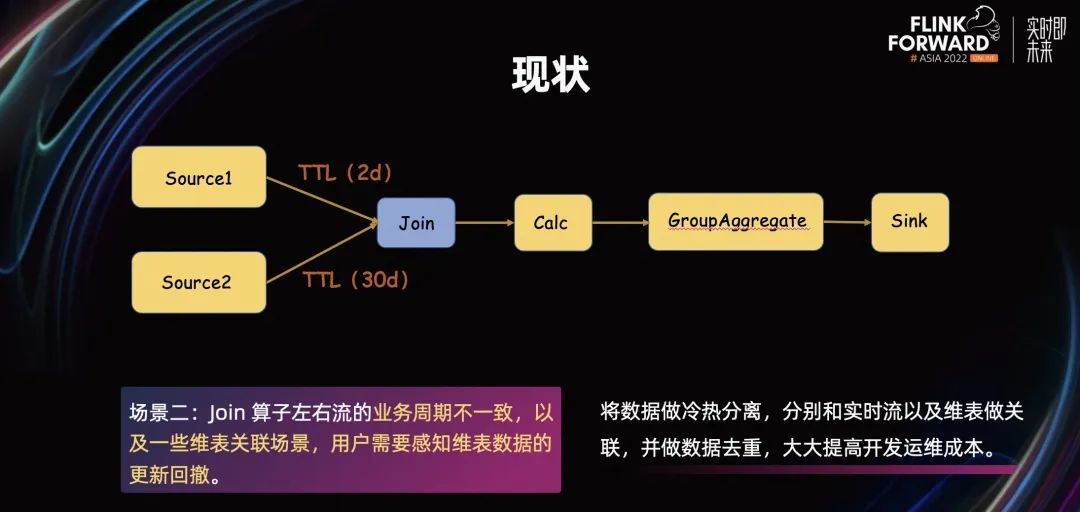 FLINK
FORWARD
# ASIA 2022 ONLINE
实时即
未来
现状
Source1
TTL（2d）
Join
Calc
GroupAggregate
Sink
Source2
TTL（30d）
场景二：Join 算子左右流的业务周期不一致，以
及一些维表关联场景，用户需要感知维表数据的
更新回撤。
将数据做冷热分离，分别和实时流以及维表做关
联，并做数据去重，大大提高开发运维成本。